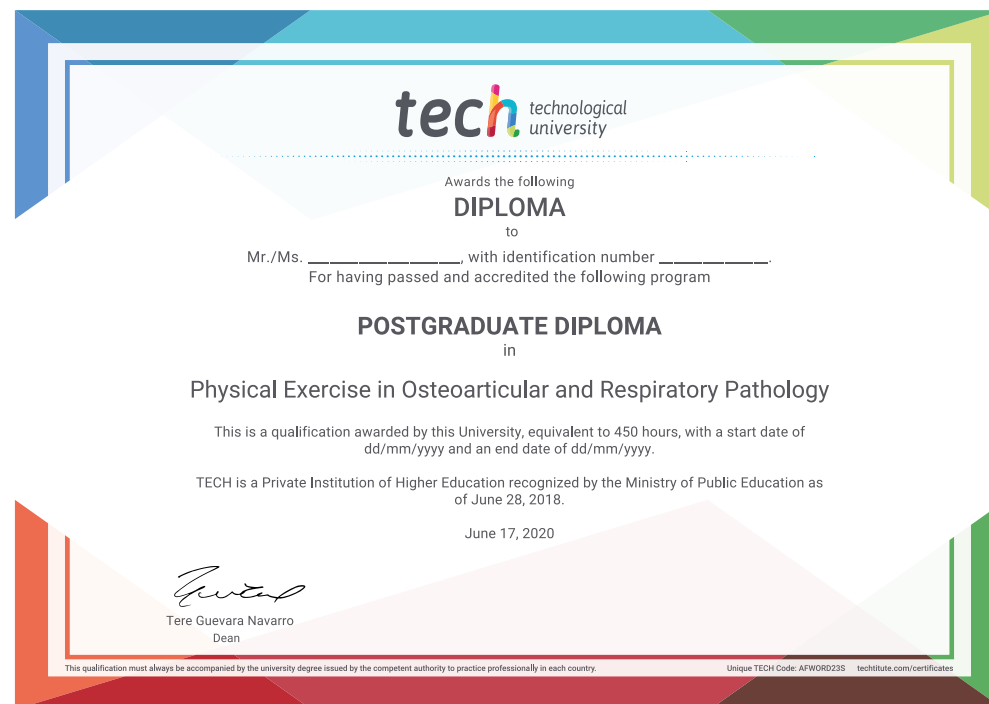 tech technological
university
Awards the following
DIPLOMA
to
Mr./Ms. ____________________, with identification number ______________.
For having passed and accredited the following program
POSTGRADUATE DIPLOMA
in
Physical Exercise in Osteoarticular and Respiratory Pathology
This is a qualification awarded by this University, equivalent to 450 hours, with a start date of
dd/mm/yyyy and an end date of dd/mm/yyyy.
TECH is a Private Institution of Higher Education recognized by the Ministry of Public Education as
of June 28, 2018.
June 17, 2020
Tere Guevara Navarro
Dean
This qualification must always be accompanied by the university degree issued by the competent authority to practice professionally in each country.
Unique TECH Code: AFWORD23S techtitute.com/certificates